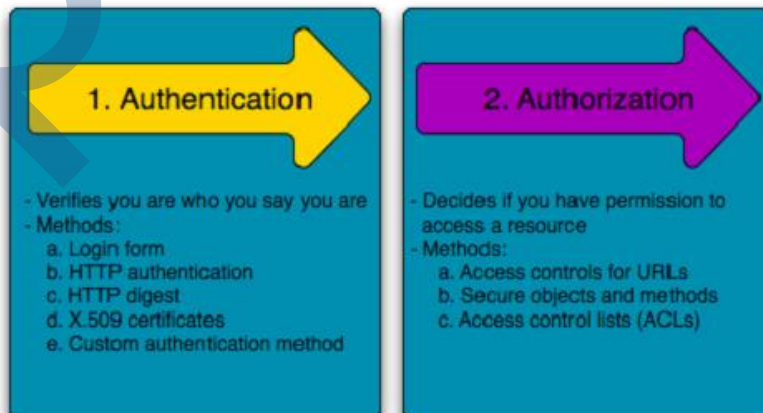 1. Authentication
- Verifies you are who you say you are
- Methods:
a. Login form
b. HTTP authentication
c. HTTP digest
d. X.509 certificates
e. Custom authentication method
2. Authorization
- Decides if you have permission to
access a resource
- Methods:
a. Access controls for URLs
b. Secure objects and methods
c. Access control lists (ACLs)